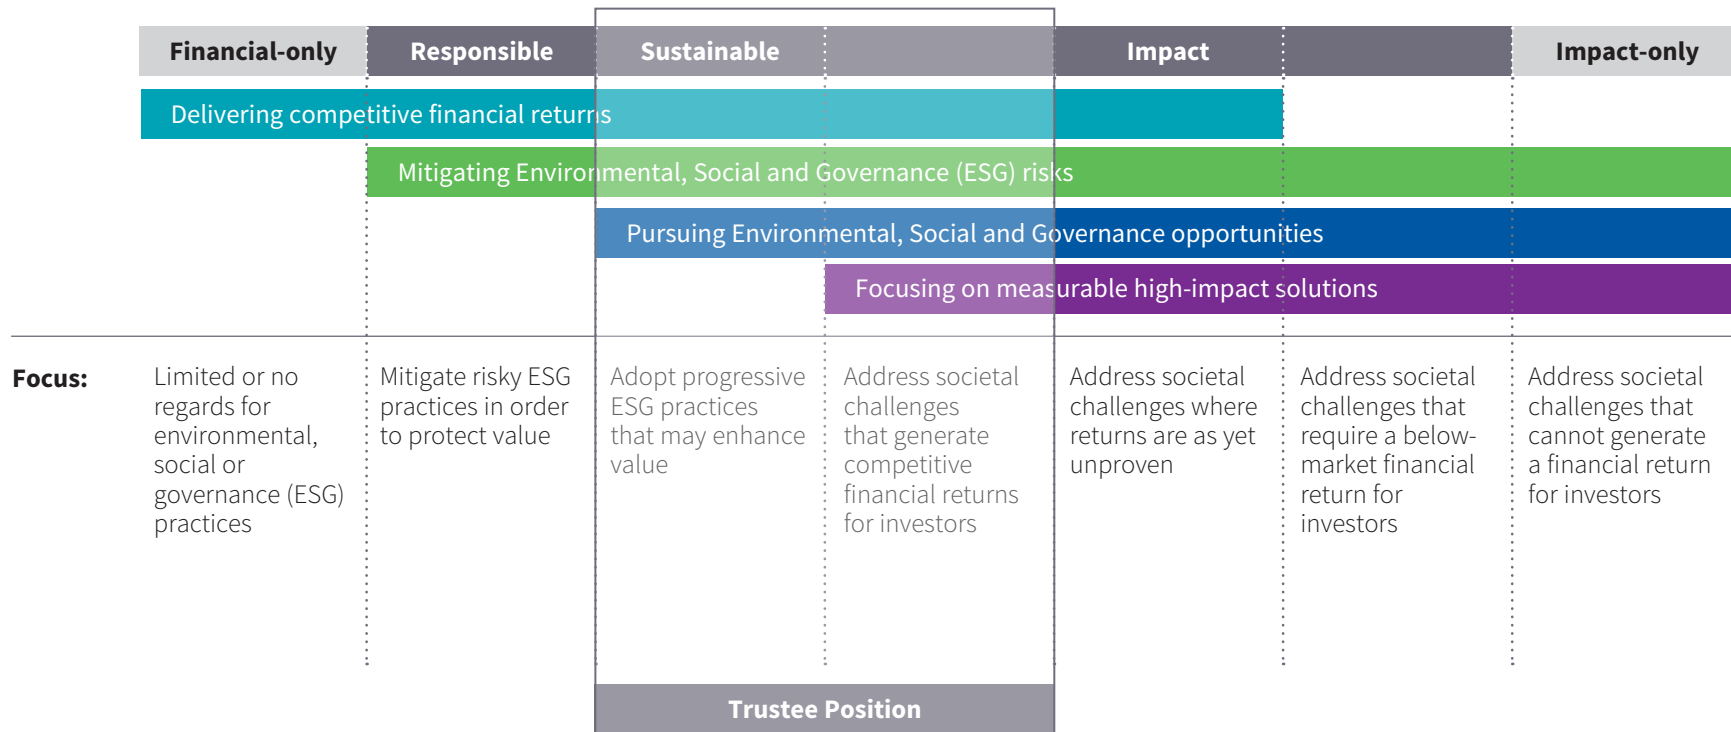 Financial-only
Responsible
Sustainable
Impact
Impact-only
Delivering competitive financial returns
Mitigating Environmental, Social and Governance (ESG) risks
Pursuing Environmental, Social and Governance opportunities
Focusing on measurable high-impact solutions
Focus:
Limited or no
regards for
environmental,
social or
governance (ESG)
practices
Mitigate risky ESG
practices in order
to protect value
Adopt progressive
ESG practices
that may enhance
value
Address societal
challenges
that generate
competitive
financial returns
for investors
Address societal
challenges where
returns are as yet
unproven
Address societal
challenges that
require a below-
market financial
return for
investors
Address societal
challenges that
cannot generate
a financial return
for investors
Trustee Position